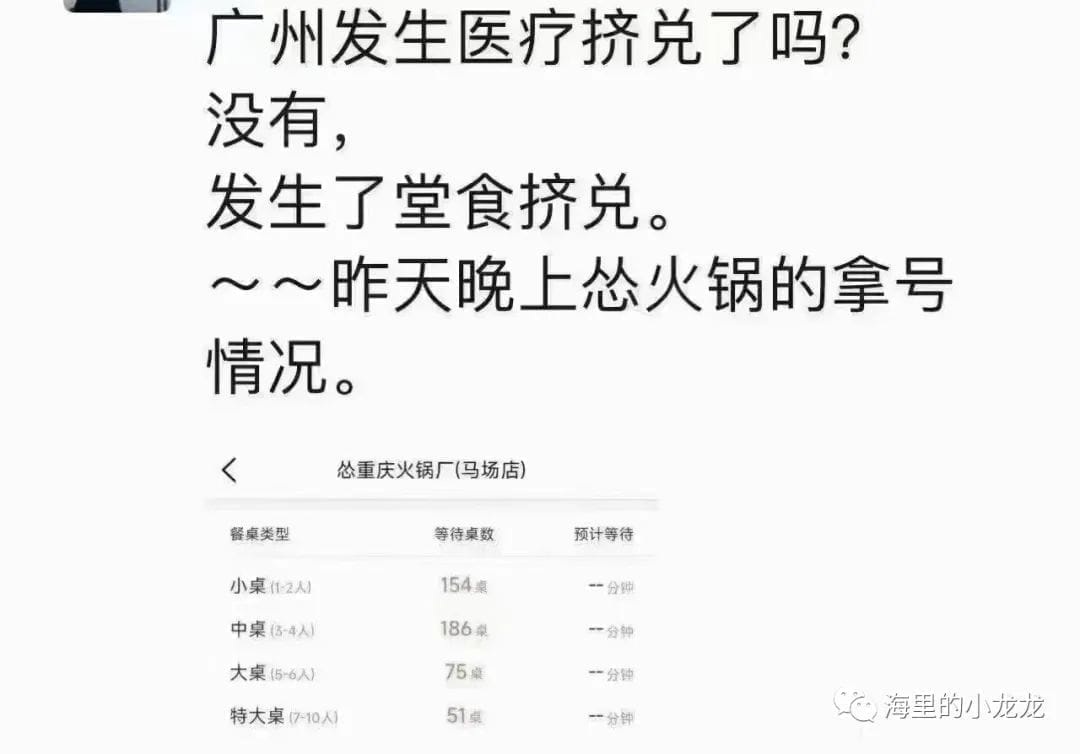 广州发生医疗挤兑了吗?
没有,
发生了堂食挤兑。
~~昨天晚上怂火锅的拿号
情况。
怂重庆火锅厂(马场店)
餐桌类型 等待桌数 预计等待
小桌(1-2人) 154桌 --分钟
中桌(3-4人) 186桌 --分钟
大桌(5-6人) 75桌 --分钟
特大桌(7-10人) 51桌 --分钟
海里的小龙龙